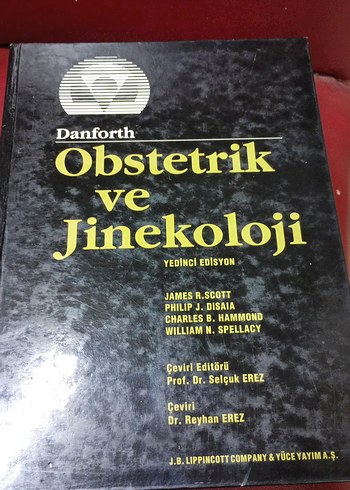 Danforth
Obstetrik
ve
Jinekoloji
YEDİNCİ EDİSYON
JAMES R.SCOTT
PHILIP J. DiSAIA
CHARLES B. HAMMOND
WILLIAM N. SPELLACY
Çeviri Editörü
Prof. Dr. Selçuk EREZ
Çeviri
Dr. Reyhan EREZ
J.B. LIPPINCOTT COMPANY & YÜCE YAYIM A.Ş.